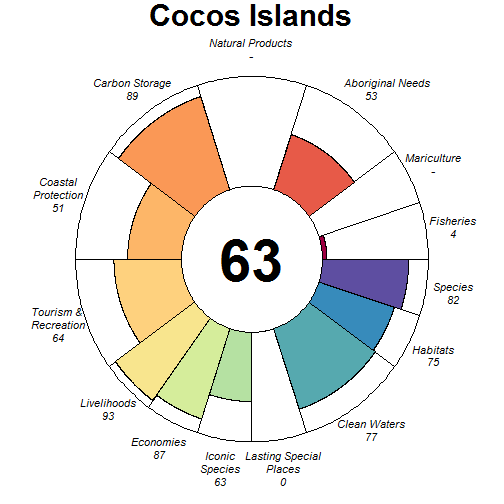 Cocos Islands
Natural Products
-
Carbon Storage
89
Aboriginal Needs
53
Mariculture
-
Coastal
Protection
51
Fisheries
4
63
Species
82
Tourism &
Recreation
64
Habitats
75
Livelihoods
93
Clean Waters
77
Economies
87
Iconic
Species
63
Lasting Special
Places
0